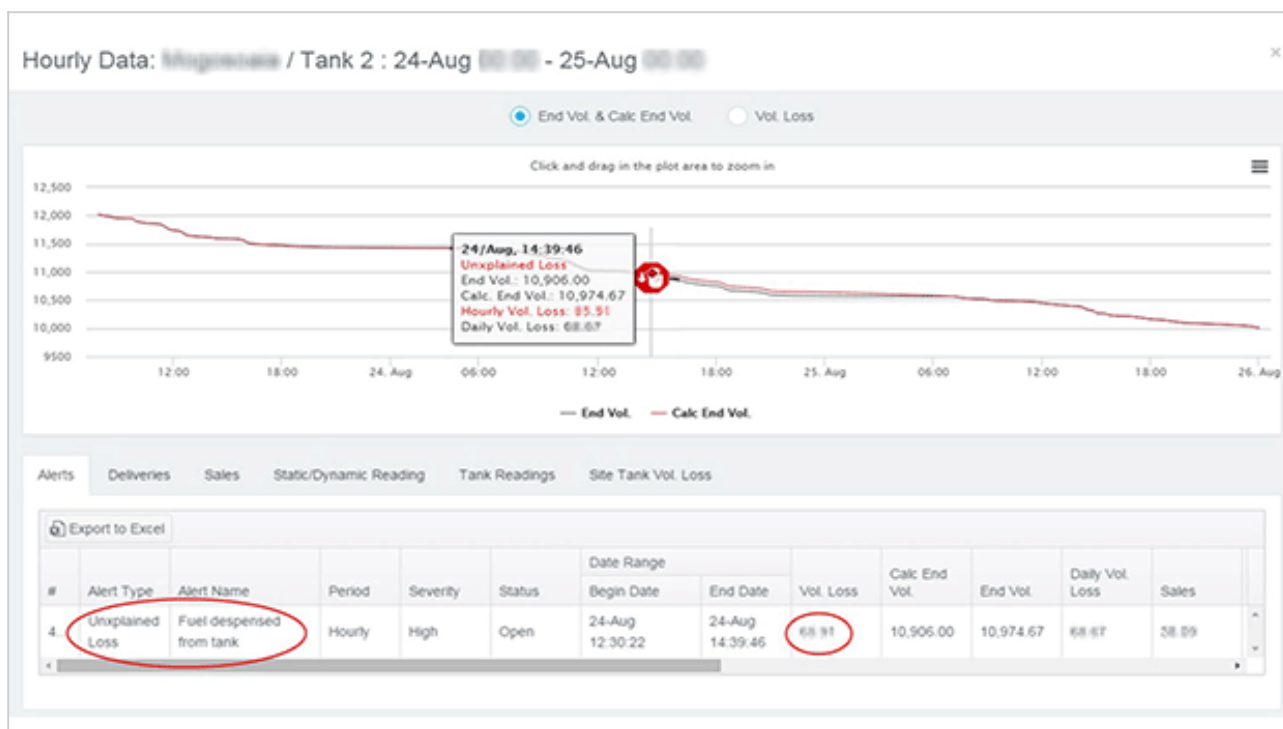 Hourly Data: / Tank 2 : 24-Aug - 25-Aug
×
End Vol. & Calc End Vol. Vol. Loss
Click and drag in the plot area to zoom in
12,500
12,000
11,500
11,000
10,500
10,000
9500
24/Aug, 14:39:46
Unxplained Loss
End Vol.: 10,906.00
Calc. End Vol.: 10,974.67
Hourly Vol. Loss:
Daily Vol. Loss: 68.67
12:00 18:00 24. Aug 06:00 12:00 18:00 25. Aug 06:00 12:00 18:00 26. Aug
End Vol. Calc End Vol.
Alerts Deliveries Sales Static/Dynamic Reading Tank Readings Site Tank Vol. Loss
Export to Excel
# Alert Type Alert Name Period Severity Status Date Range Begin Date End Date Vol. Loss Calc End Vol. End Vol. Daily Vol. Loss Sales
4... Unxplained Loss Fuel despensed from tank Hourly High Open 24-Aug 12:30:22 24-Aug 14:39:46 10,906.00 10,974.67 68.67